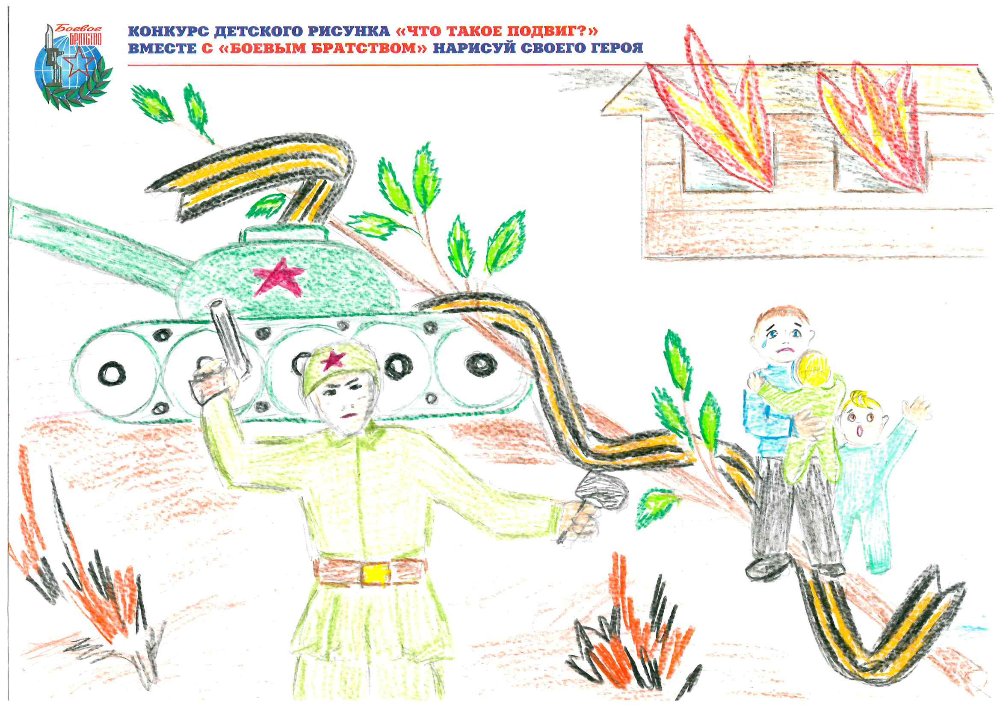 Боевое
БРАТСТВО
КОНКУРС ДЕТСКОГО РИСУНКА «ЧТО ТАКОЕ ПОДВИГ?»
ВМЕСТЕ С «БОЕВЫМ БРАТСТВОМ» НАРИСУЙ СВОЕГО ГЕРОЯ